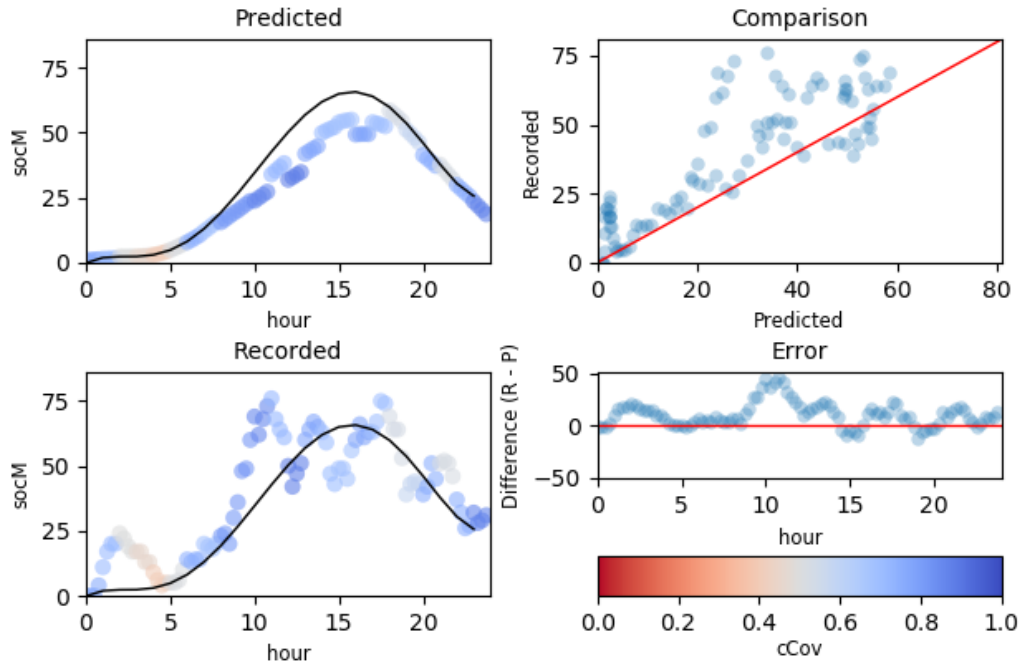 Predicted
75
50
25
0
socM
0 5 10 15 20
hour
Comparison
75
50
25
0
Recorded
0 20 40 60 80
Predicted
Recorded
75
50
25
0
socM
0 5 10 15 20
hour
Error
50
0
−50
Difference (R - P)
0 5 10 15 20
hour
0.0 0.2 0.4 0.6 0.8 1.0
cCov